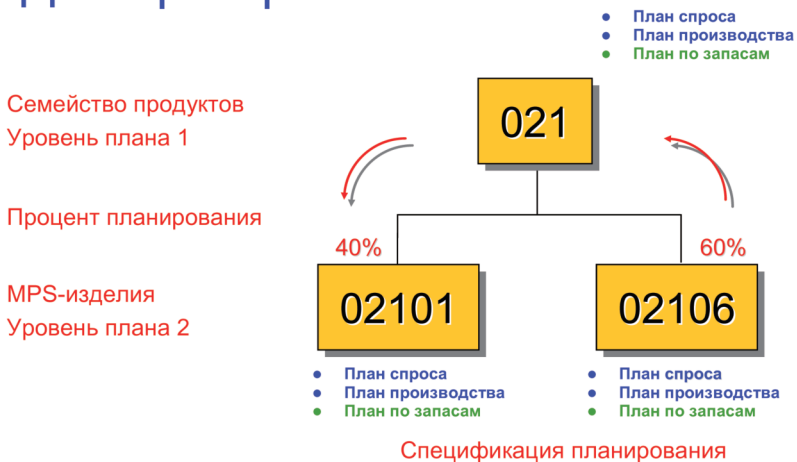 План спроса
План производства
План по запасам
Семейство продуктов
Уровень плана 1
021
Процент планирования
40%
60%
MPS-изделия
Уровень плана 2
02101
02106
План спроса
План производства
План по запасам
План спроса
План производства
План по запасам
Спецификация планирования